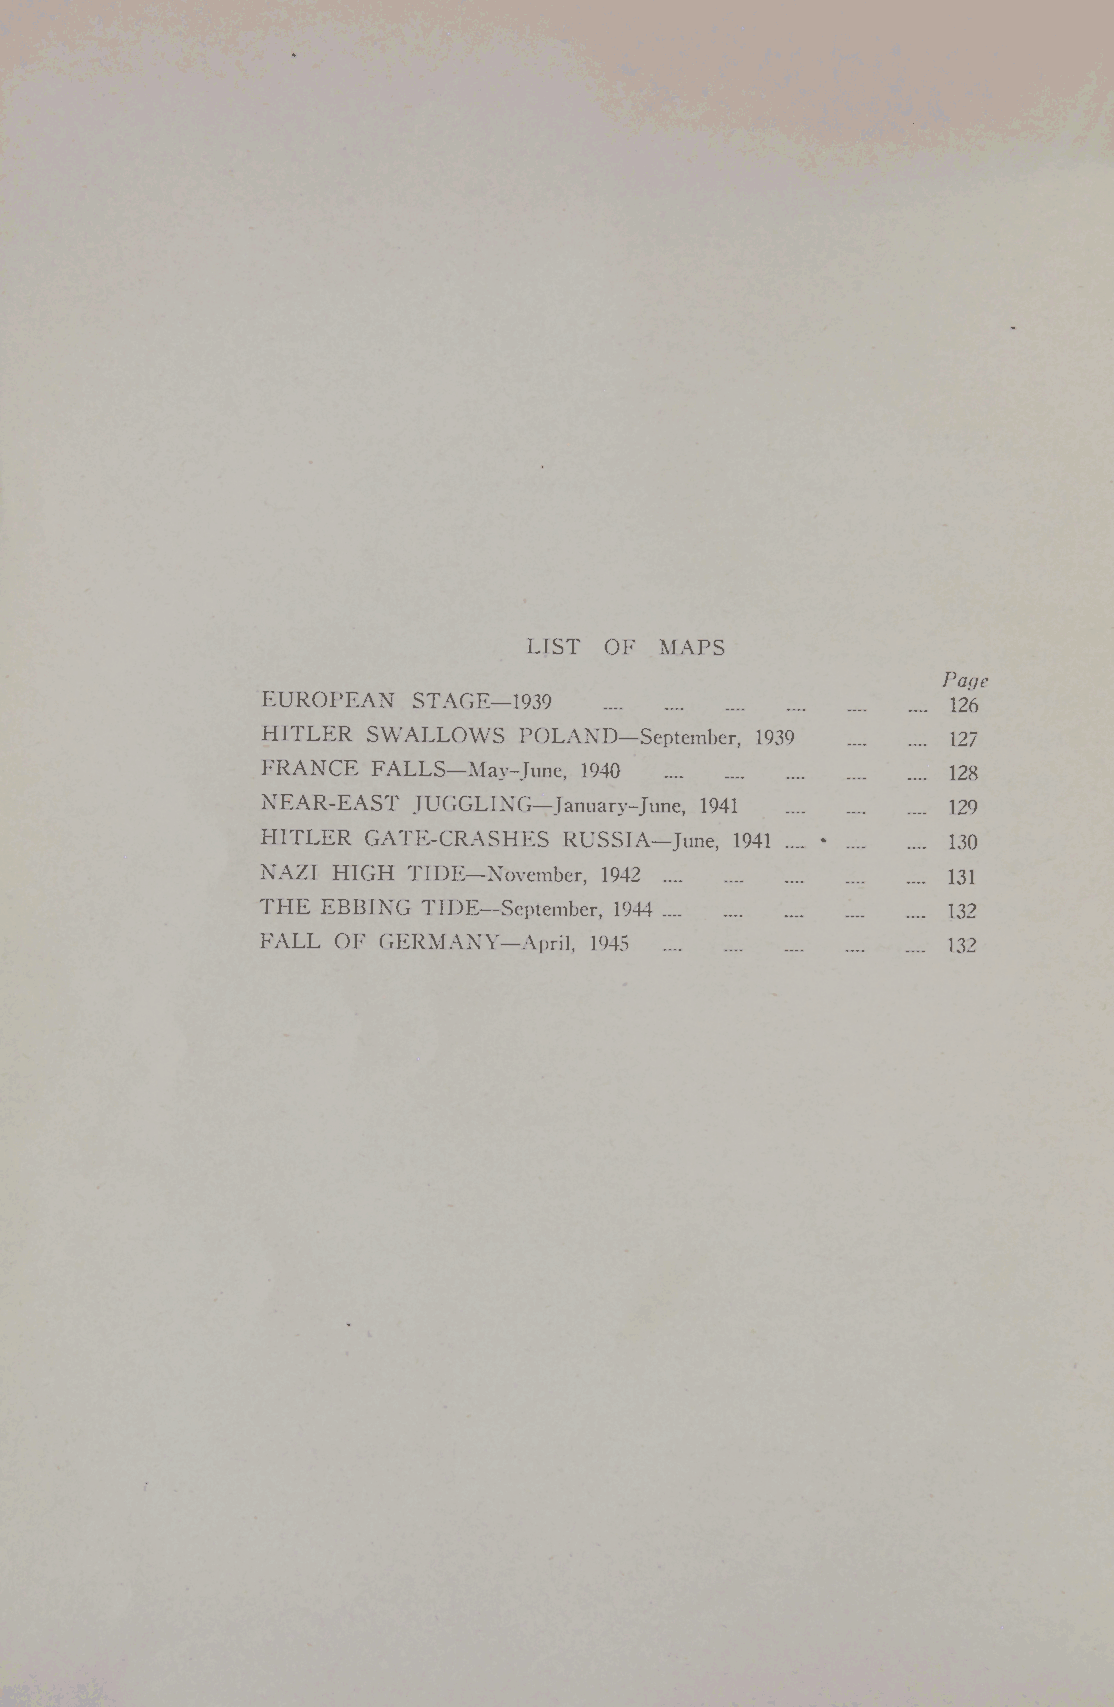 LIST OF MAPS
Page
EUROPEAN STAGE—1939 .... .... .... .... .... .... 126
HITLER SWALLOWS POLAND—September, 1939 .... .... 127
FRANCE FALLS—May–June, 1940 .... .... .... .... .... 128
NEAR-EAST JUGGLING—January–June, 1941 .... .... .... 129
HITLER GATE-CRASHES RUSSIA—June, 1941 .... .... .... 130
NAZI HIGH TIDE—November, 1942 .... .... .... .... .... 131
THE EBBING TIDE—September, 1944 .... .... .... .... .... 132
FALL OF GERMANY—April, 1945 .... .... .... .... .... 132